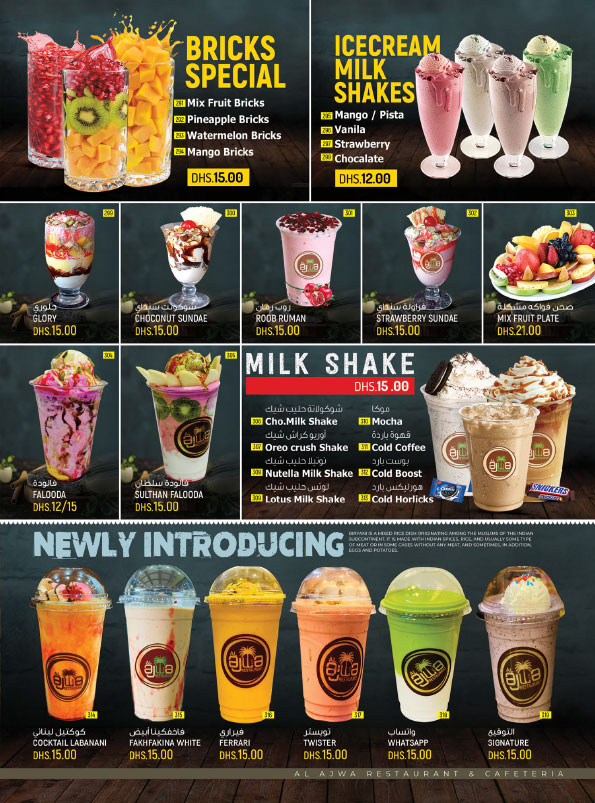 BRICKS
SPECIAL
291 Mix Fruit Bricks
292 Pineapple Bricks
293 Watermelon Bricks
294 Mango Bricks
DHS.15.00
ICECREAM
MILK
SHAKES
295 Mango / Pista
296 Vanila
297 Strawberry
298 Chocalate
DHS.12.00
299
جلوري
GLORY
DHS.15.00
300
شوكونت سنداي
CHOCONUT SUNDAE
DHS.15.00
301
روب رمان
ROOB RUMAN
DHS.15.00
302
فراولة سنداي
STRAWBERRY SUNDAE
DHS.15.00
303
صحن فواكه مشكلة
MIX FRUIT PLATE
DHS.21.00
304
فالودة
FALOODA
DHS.12/15
305
فالودة سلطاني
SULTHAN FALOODA
DHS.15.00
MILK SHAKE
DHS.15.00
شوكولاتة حليب شيك
306 Cho.Milk Shake
أوريو كراش شيك
307 Oreo crush Shake
نوتيلا حليب شيك
308 Nutella Milk Shake
لوتس حليب شيك
309 Lotus Milk Shake
موكا
310 Mocha
قهوة باردة
311 Cold Coffee
بوست بارد
312 Cold Boost
هورليكس بارد
313 Cold Horlicks
SNICKERS
NEWLY INTRODUCING
BIRYANI IS A MIXED RICE DISH ORIGINATING AMONG THE MUSLIMS OF THE INDIAN
SUBCONTINENT. IT IS MADE WITH INDIAN SPICES, RICE, AND USUALLY SOME TYPE
OF MEAT OR IN SOME CASES WITHOUT ANY MEAT, AND SOMETIMES, IN ADDITION,
EGGS AND POTATOES.
314
كوكتيل لبناني
COCKTAIL LABANANI
DHS.15.00
315
فاخفكينا أبيض
FAKHFAKINA WHITE
DHS.15.00
316
فيراري
FERRARI
DHS.15.00
317
تويستر
TWISTER
DHS.15.00
318
واتساب
WHATSAPP
DHS.15.00
319
التوقيع
SIGNATURE
DHS.15.00
AL AJWA RESTAURANT & CAFETERIA